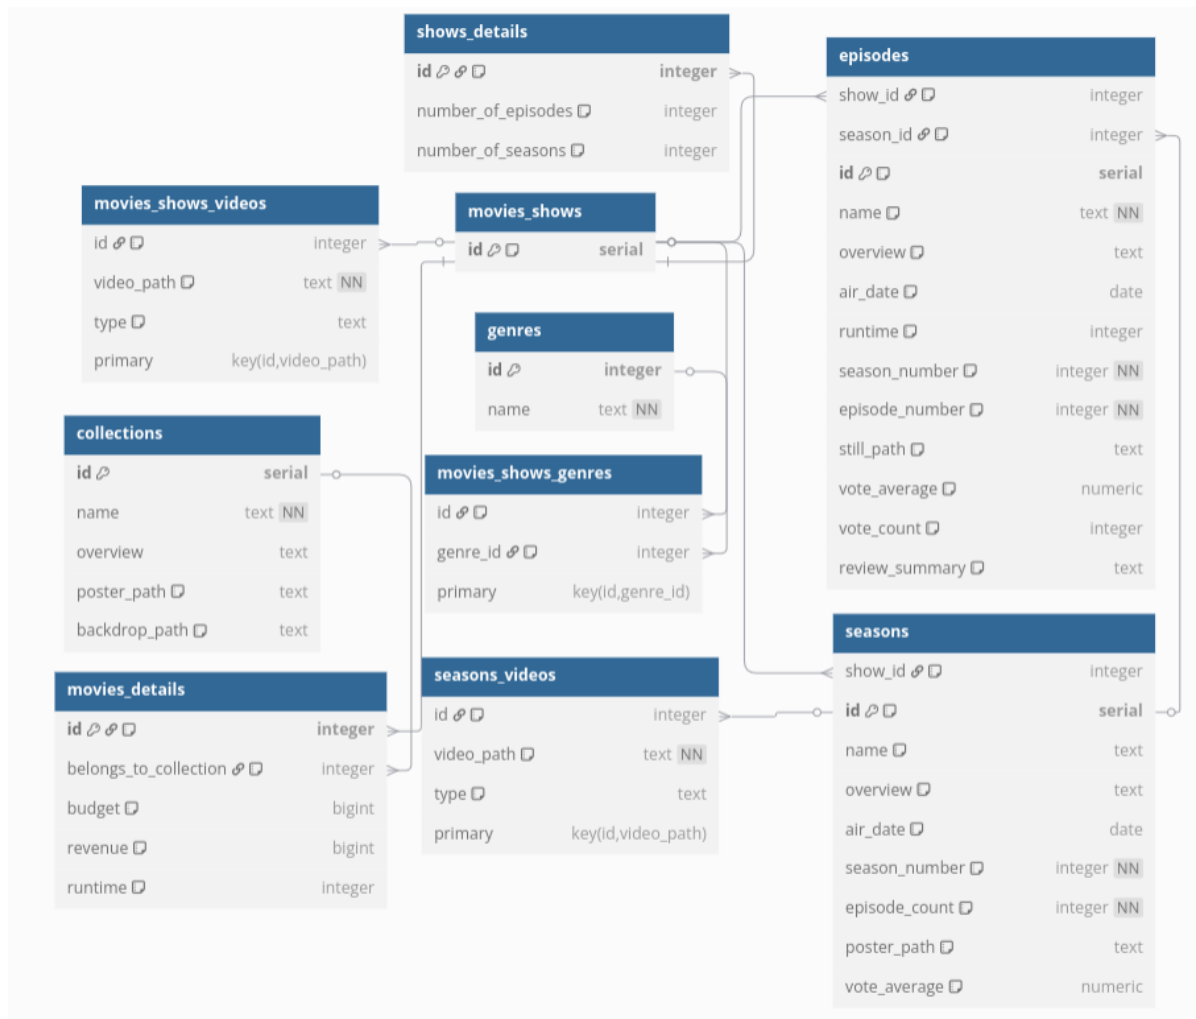 shows_details
id integer
number_of_episodes integer
number_of_seasons integer
episodes
show_id integer
season_id integer
id serial
name text NN
overview text
air_date date
runtime integer
season_number integer NN
episode_number integer NN
still_path text
vote_average numeric
vote_count integer
review_summary text
movies_shows_videos
id integer
video_path text NN
type text
primary key(id,video_path)
movies_shows
id serial
genres
id integer
name text NN
collections
id serial
name text NN
overview text
poster_path text
backdrop_path text
movies_shows_genres
id integer
genre_id integer
primary key(id,genre_id)
movies_details
id integer
belongs_to_collection integer
budget bigint
revenue bigint
runtime integer
seasons_videos
id integer
video_path text NN
type text
primary key(id,video_path)
seasons
show_id integer
id serial
name text
overview text
air_date date
season_number integer NN
episode_count integer NN
poster_path text
vote_average numeric